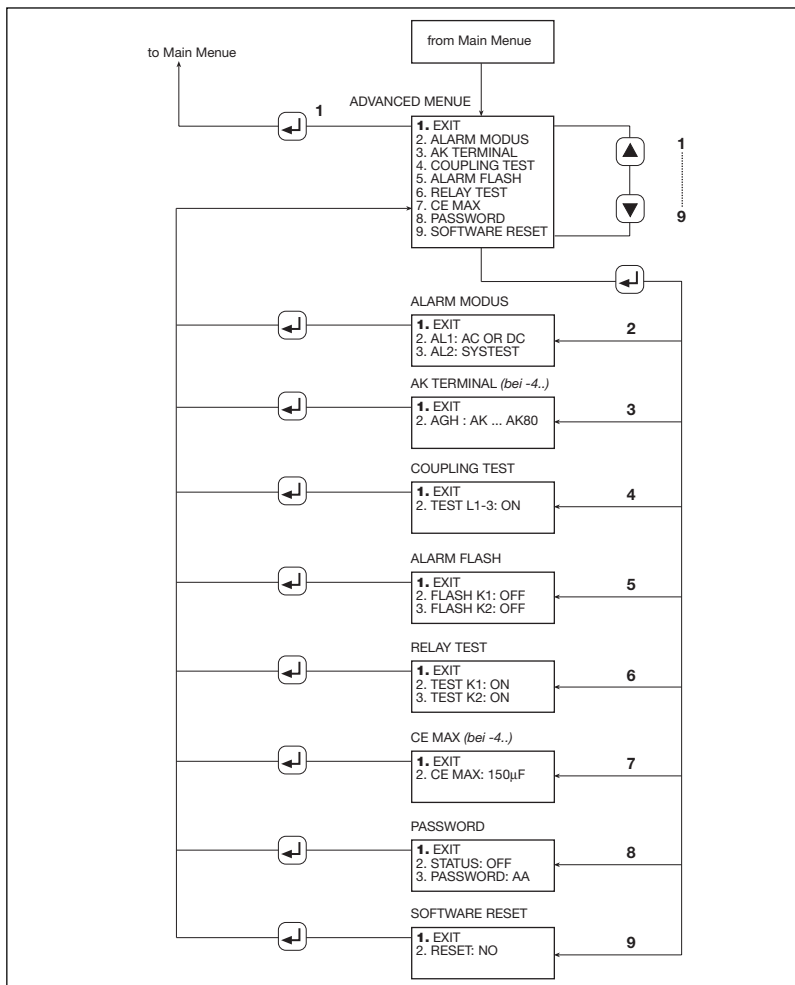 from Main Menue
to Main Menue
ADVANCED MENUE
1
1. EXIT
2. ALARM MODUS
3. AK TERMINAL
4. COUPLING TEST
5. ALARM FLASH
6. RELAY TEST
7. CE MAX
8. PASSWORD
9. SOFTWARE RESET
1
9
ALARM MODUS
1. EXIT
2. AL1: AC OR DC
3. AL2: SYSTEST
2
AK TERMINAL (bei -4..)
1. EXIT
2. AGH : AK ... AK80
3
COUPLING TEST
1. EXIT
2. TEST L1-3: ON
4
ALARM FLASH
1. EXIT
2. FLASH K1: OFF
3. FLASH K2: OFF
5
RELAY TEST
1. EXIT
2. TEST K1: ON
3. TEST K2: ON
6
CE MAX (bei -4..)
1. EXIT
2. CE MAX: 150µF
7
PASSWORD
1. EXIT
2. STATUS: OFF
3. PASSWORD: AA
8
SOFTWARE RESET
1. EXIT
2. RESET: NO
9